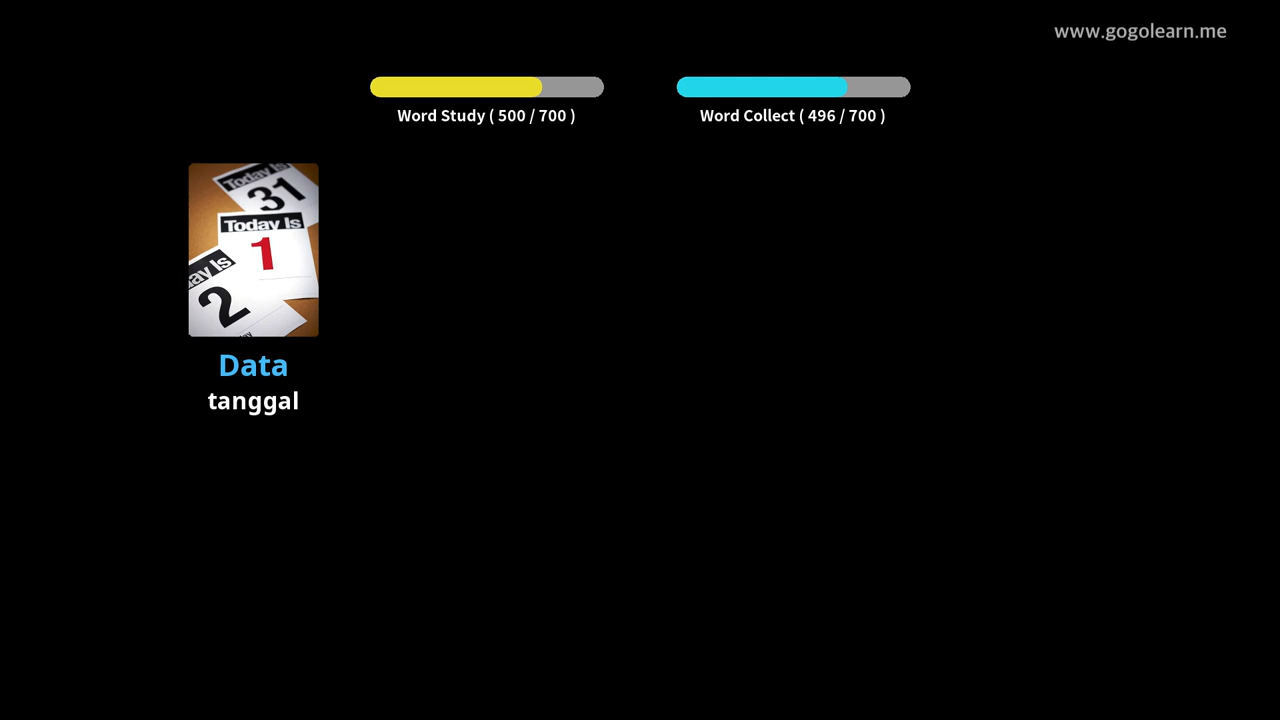 www.gogolearn.me
Word Study ( 500 / 700 )
Word Collect ( 496 / 700 )
Today Is
31
Today Is
1
ay Is
2
Data
tanggal